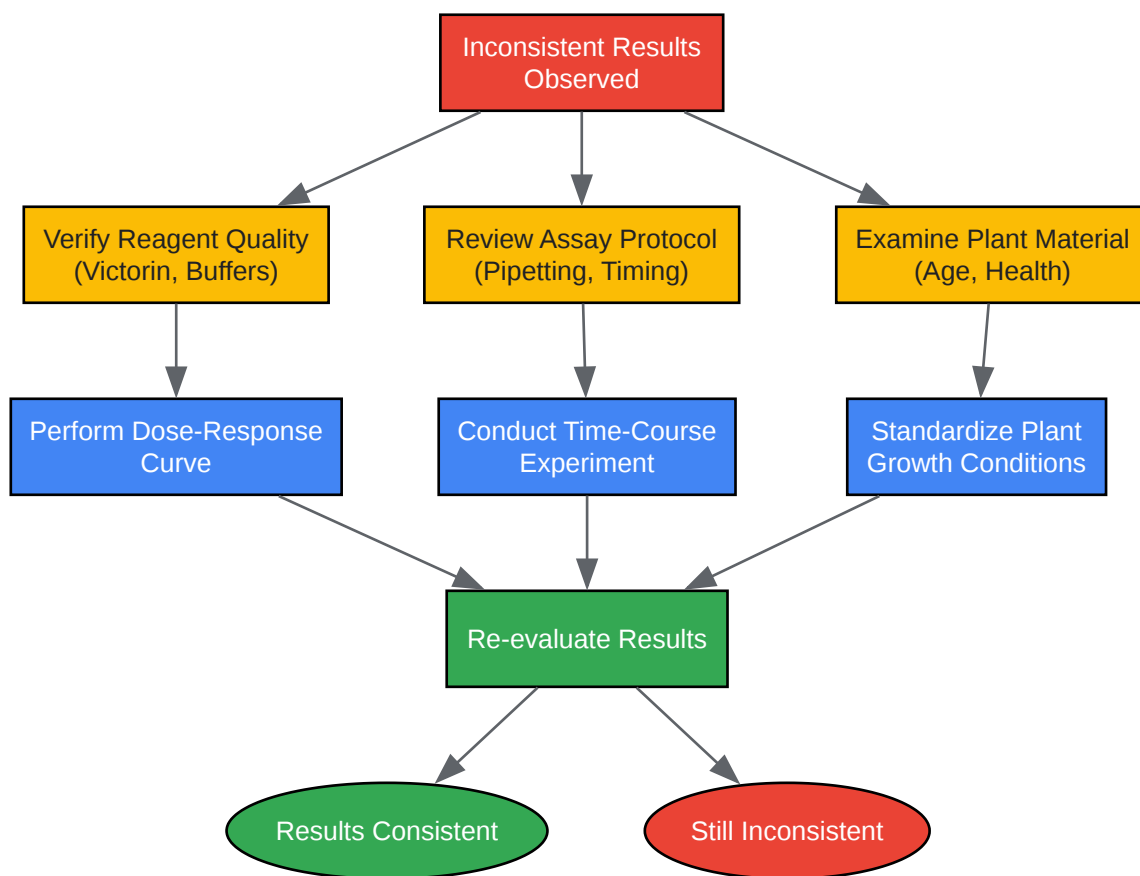 Inconsistent Results
Observed
Verify Reagent Quality
(Victorin, Buffers)
Review Assay Protocol
(Pipetting, Timing)
Examine Plant Material
(Age, Health)
Perform Dose-Response
Curve
Conduct Time-Course
Experiment
Standardize Plant
Growth Conditions
Re-evaluate Results
Results Consistent
Still Inconsistent